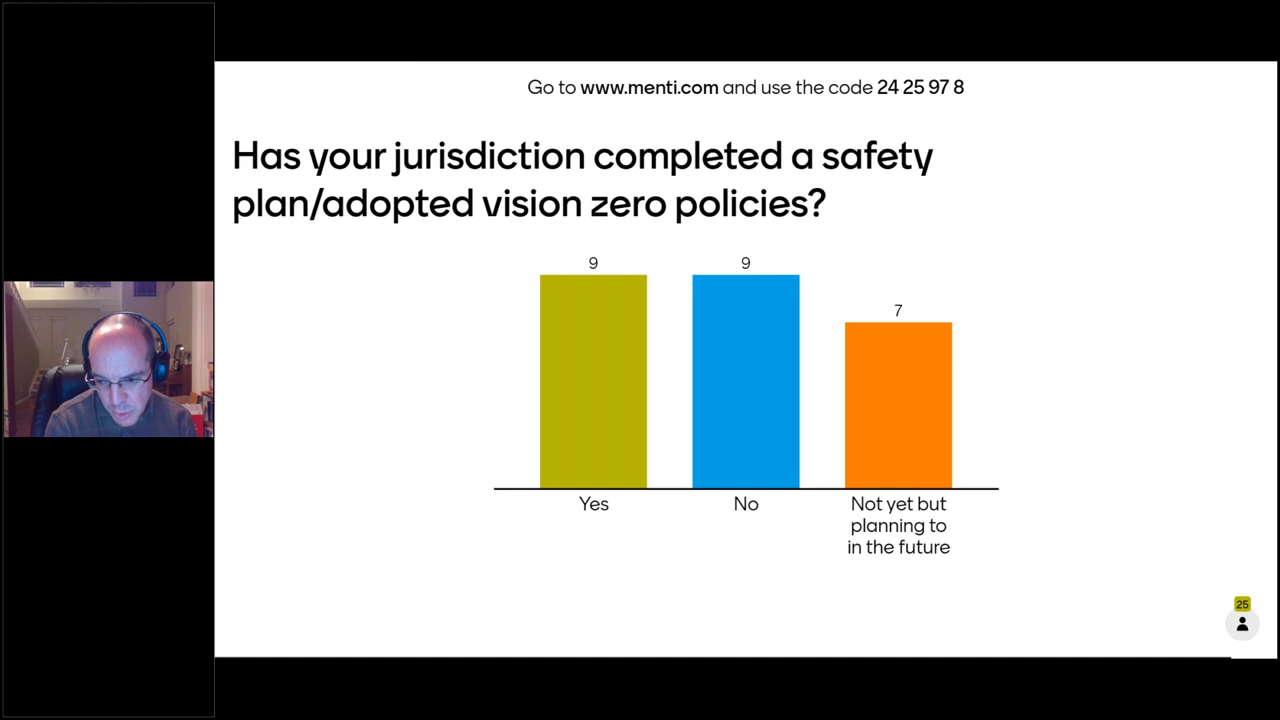 Go to www.menti.com and use the code 24 25 97 8
Has your jurisdiction completed a safety
plan/adopted vision zero policies?
9
9
7
Yes
No
Not yet but
planning to
in the future
25